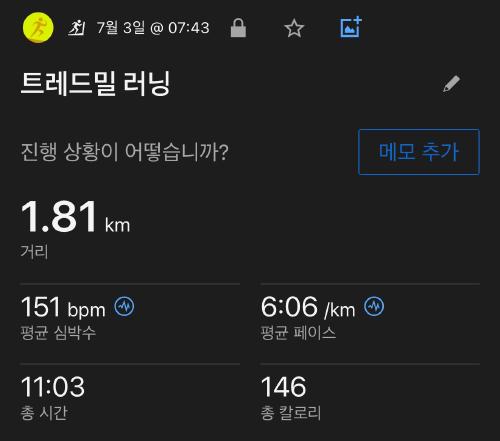 7월 3일 @ 07:43
트레드밀 러닝
진행 상황이 어떻습니까? 메모 추가
1.81 km
거리
151 bpm 6:06 /km
평균 심박수 평균 페이스
11:03 146
총 시간 총 칼로리